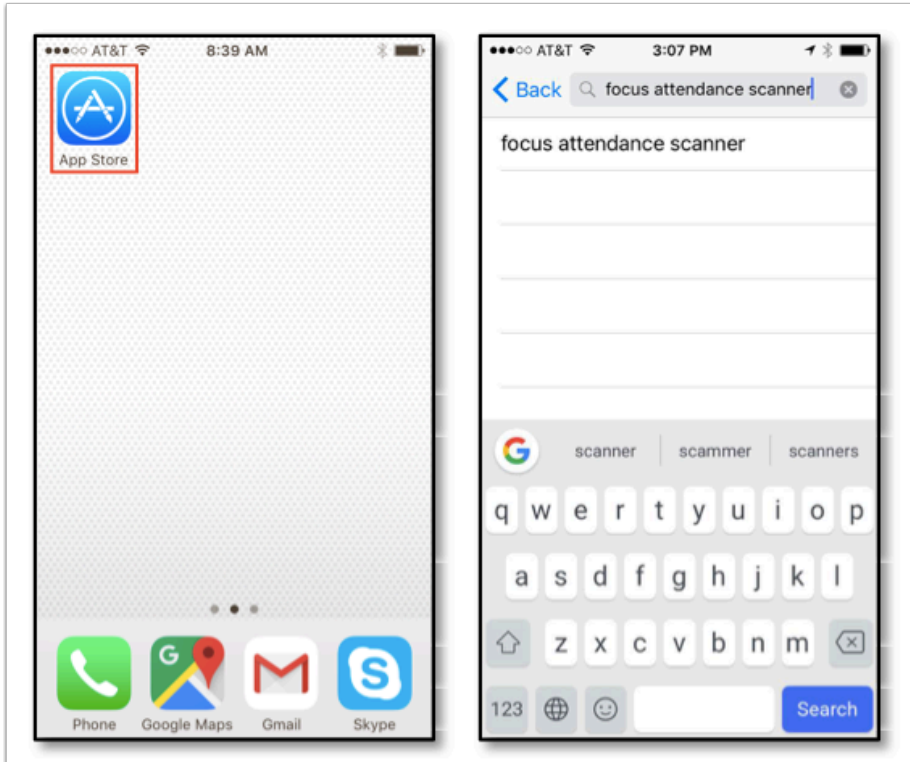 AT&T 8:39 AM
App Store
Phone Google Maps Gmail Skype
AT&T 3:07 PM
Back focus attendance scanner
focus attendance scanner
G scanner scammer scanners
q w e r t y u i o p
a s d f g h j k l
z x c v b n m
123 Search